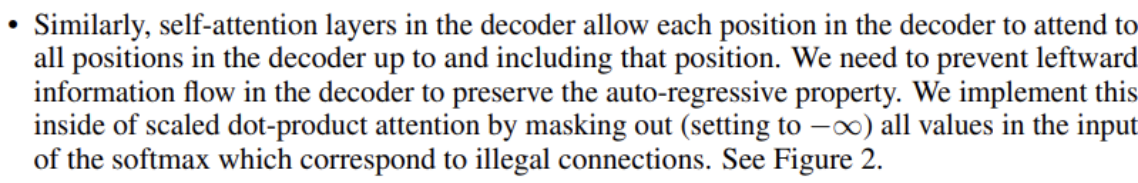 • Similarly, self-attention layers in the decoder allow each position in the decoder to attend to
all positions in the decoder up to and including that position. We need to prevent leftward
information flow in the decoder to preserve the auto-regressive property. We implement this
inside of scaled dot-product attention by masking out (setting to −∞) all values in the input
of the softmax which correspond to illegal connections. See Figure 2.